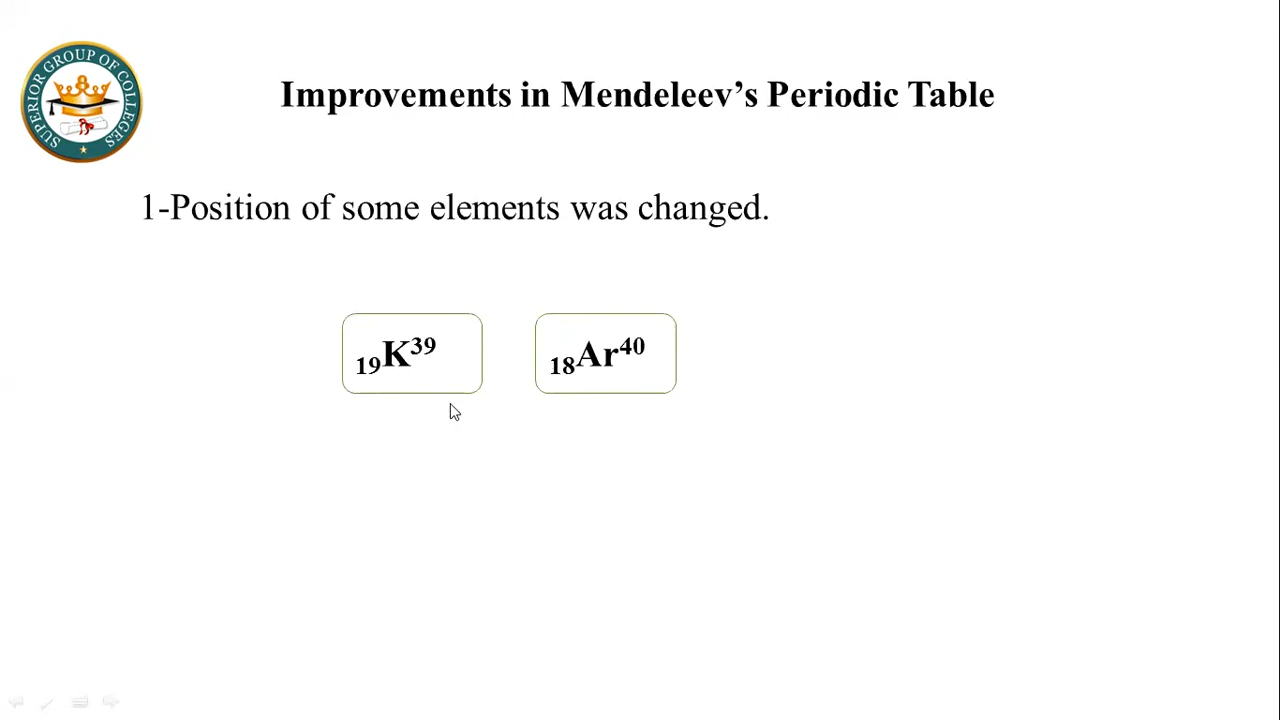 SUPERIOR GROUP OF COLLEGES
Improvements in Mendeleev’s Periodic Table
1-Position of some elements was changed.
₁₉K³⁹
₁₈Ar⁴⁰